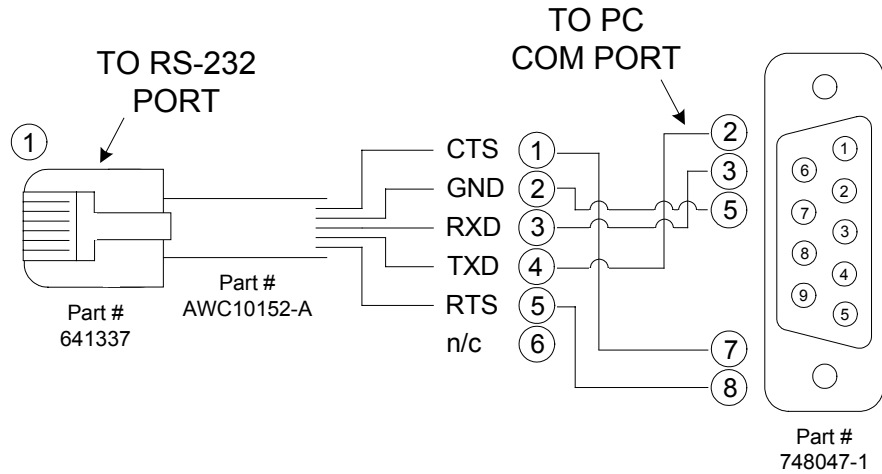 TO RS-232
PORT
TO PC
COM PORT
1
CTS 1
GND 2
RXD 3
TXD 4
RTS 5
n/c 6
2
3
5
7
8
1
6
2
7
3
8
4
9
5
Part #
641337
Part #
AWC10152-A
Part #
748047-1